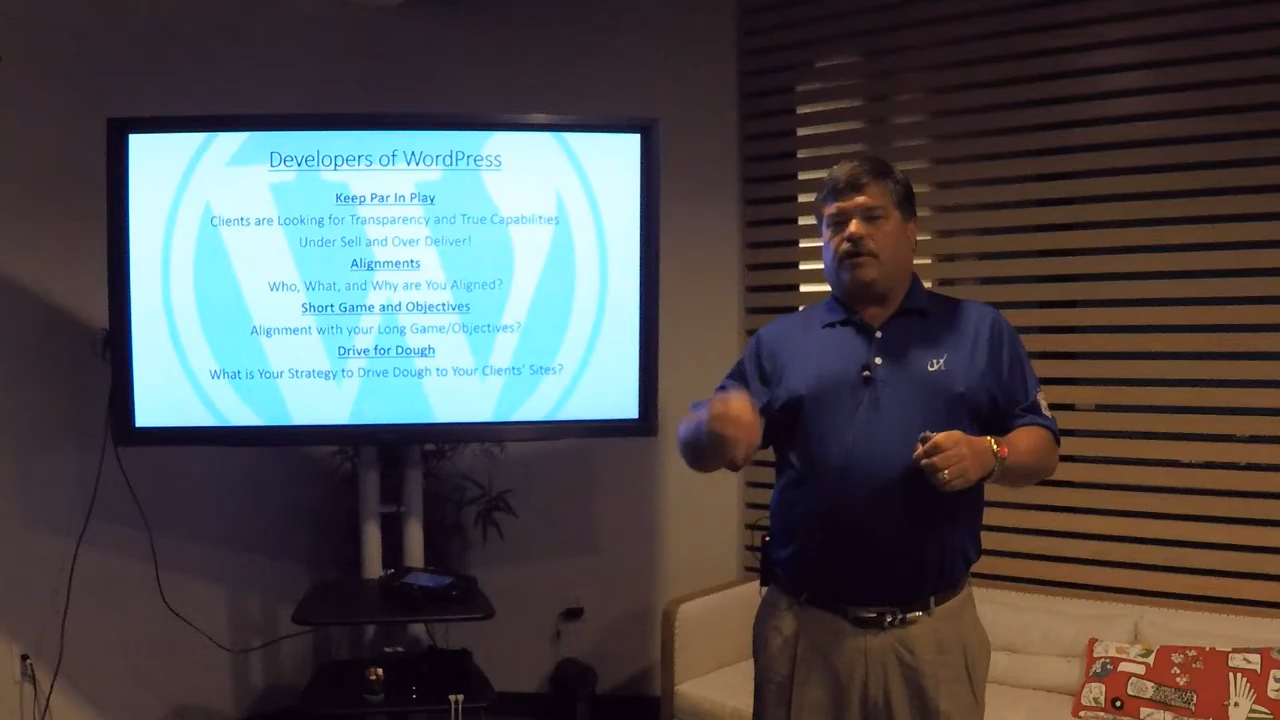 Developers of WordPress
Keep Par In Play
Clients are Looking for Transparency and True Capabilities
Under Sell and Over Deliver!
Alignments
Who, What, and Why are You Aligned?
Short Game and Objectives
Alignment with your Long Game/Objectives?
Drive for Dough
What is Your Strategy to Drive Dough to Your Clients' Sites?